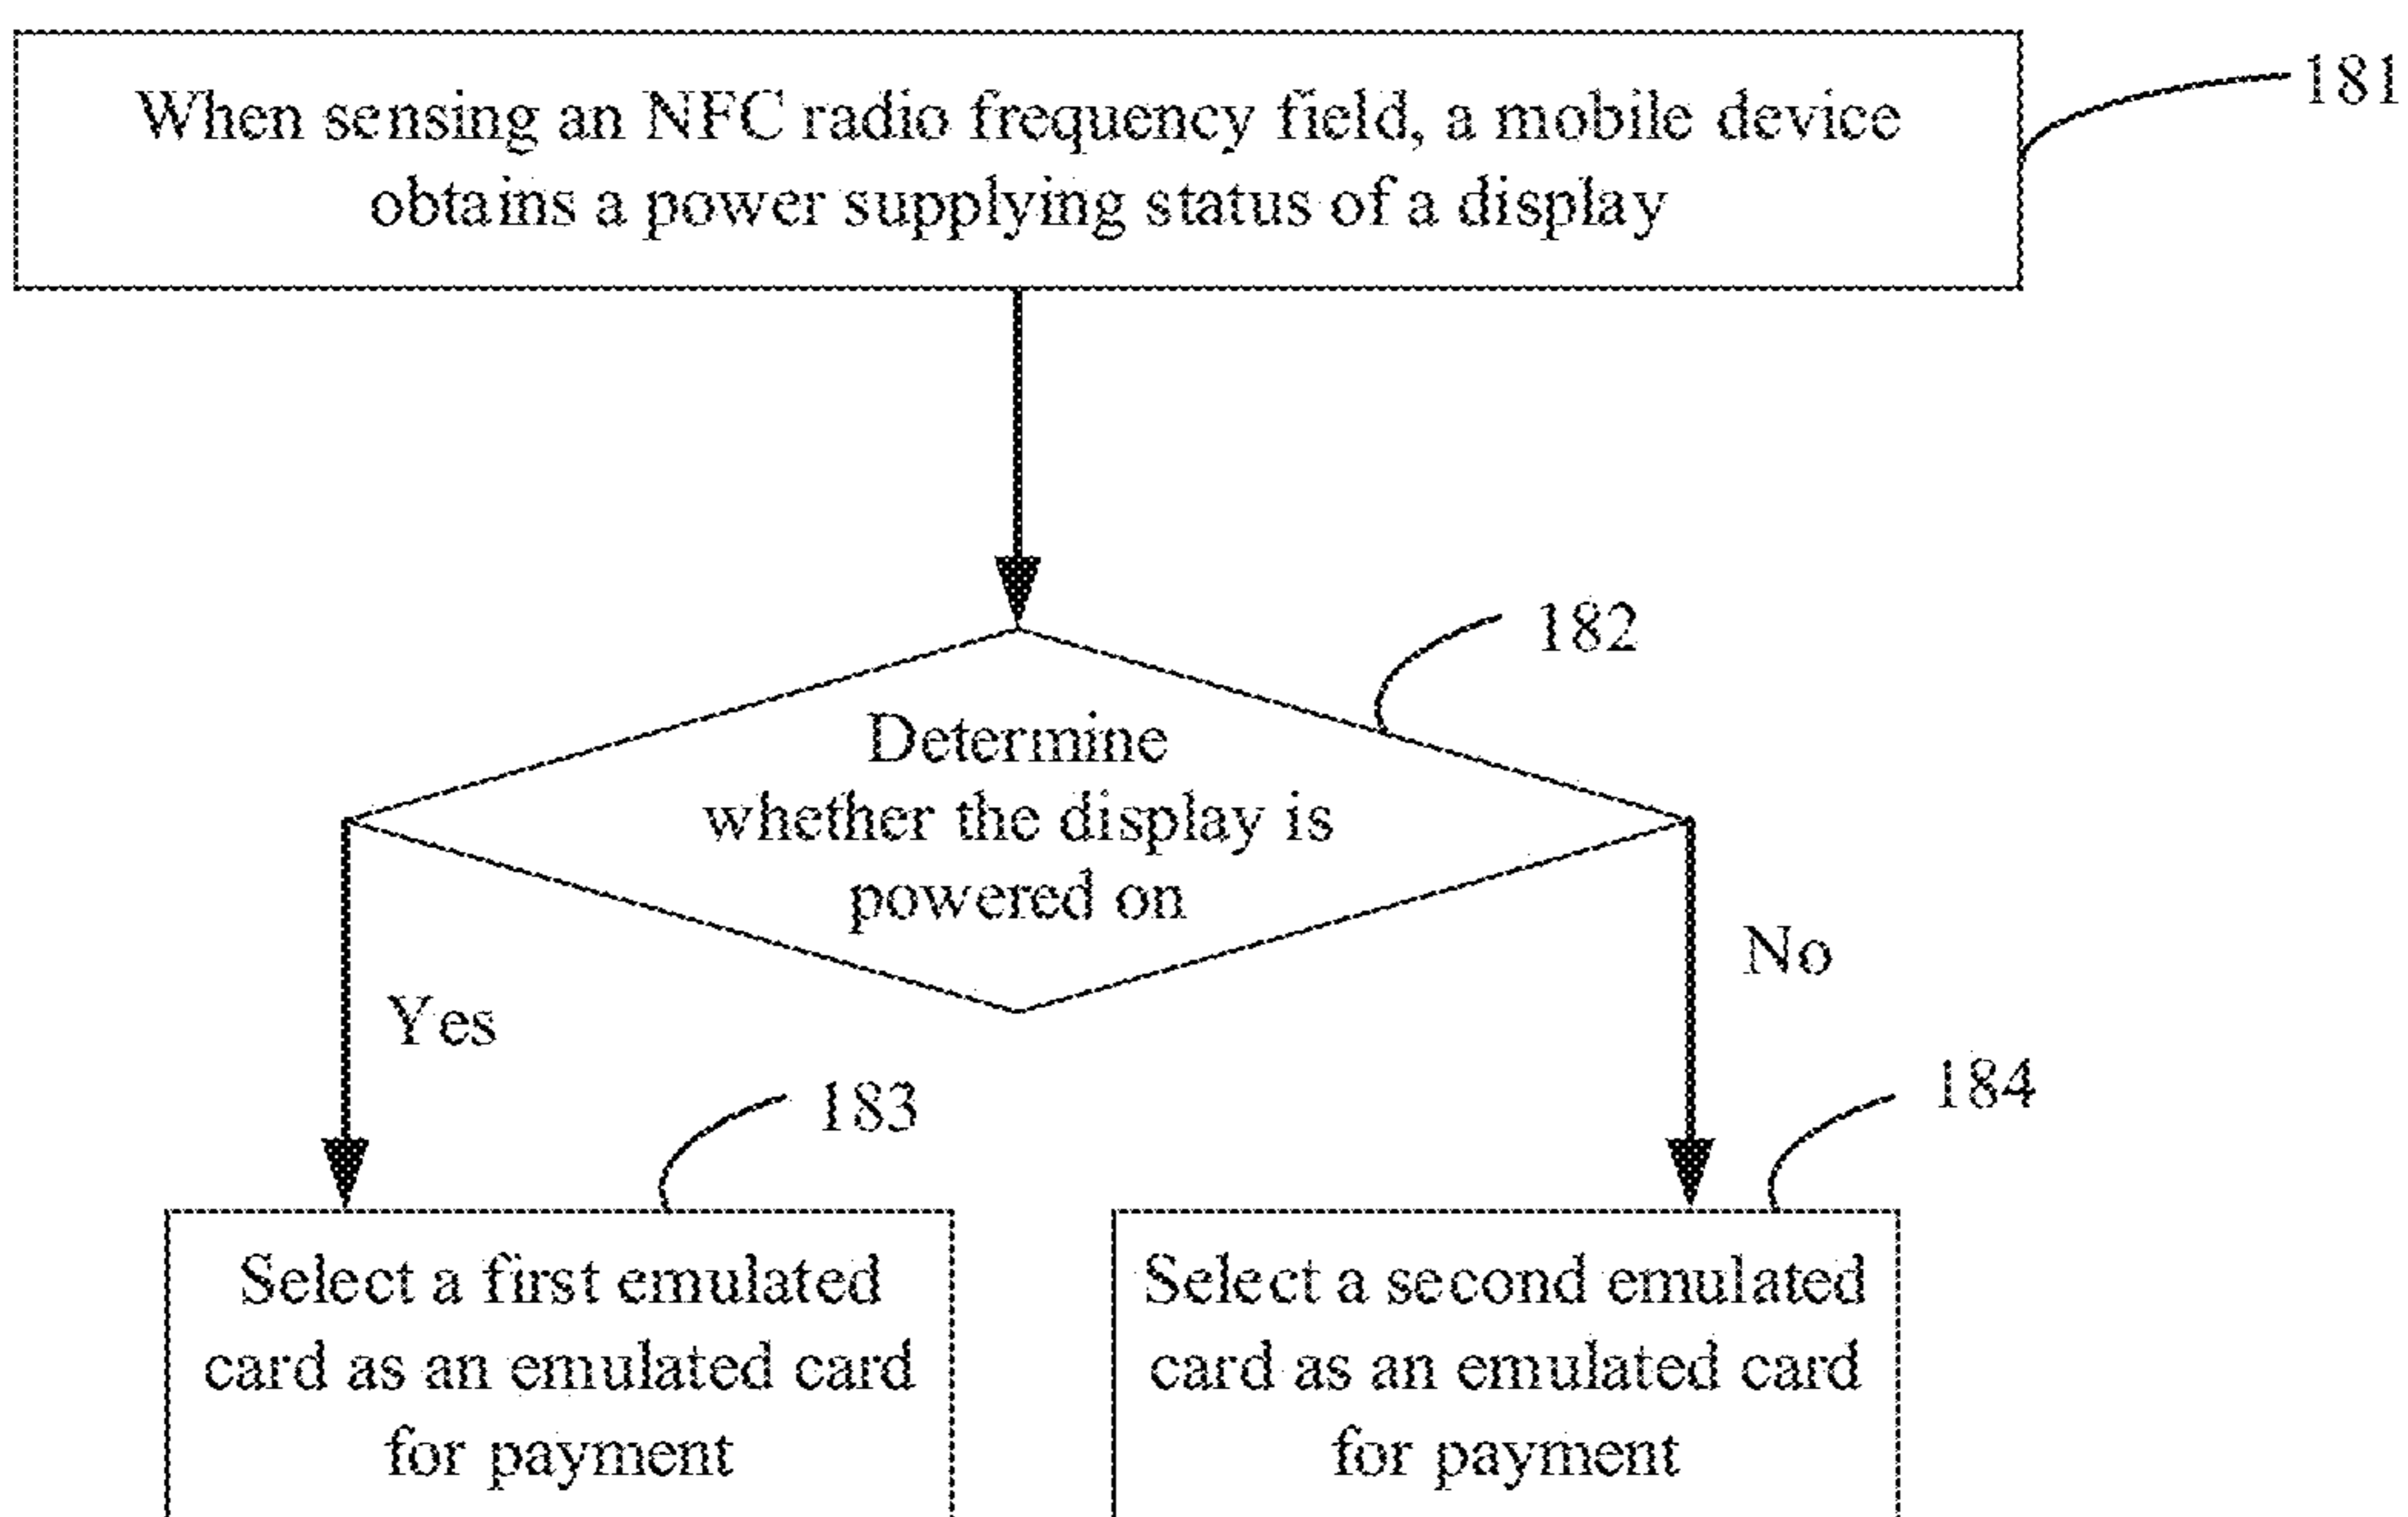 When sensing an NFC radio frequency field, a mobile device
obtains a power supplying status of a display
181
182
Determine
whether the display is
powered on
No
Yes
184
183
Select a first emulated
card as an emulated card
for payment
Select a second emulated
card as an emulated card
for payment